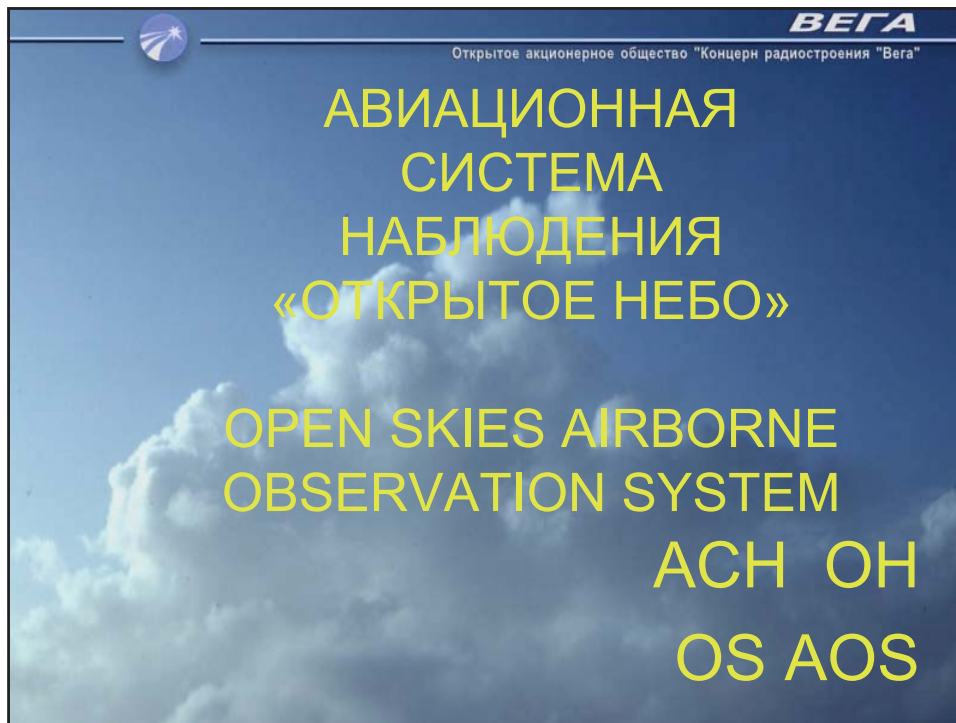 ВЕГА
Открытое акционерное общество "Концерн радиостроения "Вега"
АВИАЦИОННАЯ
СИСТЕМА
НАБЛЮДЕНИЯ
«ОТКРЫТОЕ НЕБО»
OPEN SKIES AIRBORNE
OBSERVATION SYSTEM
АСН ОН
OS AOS